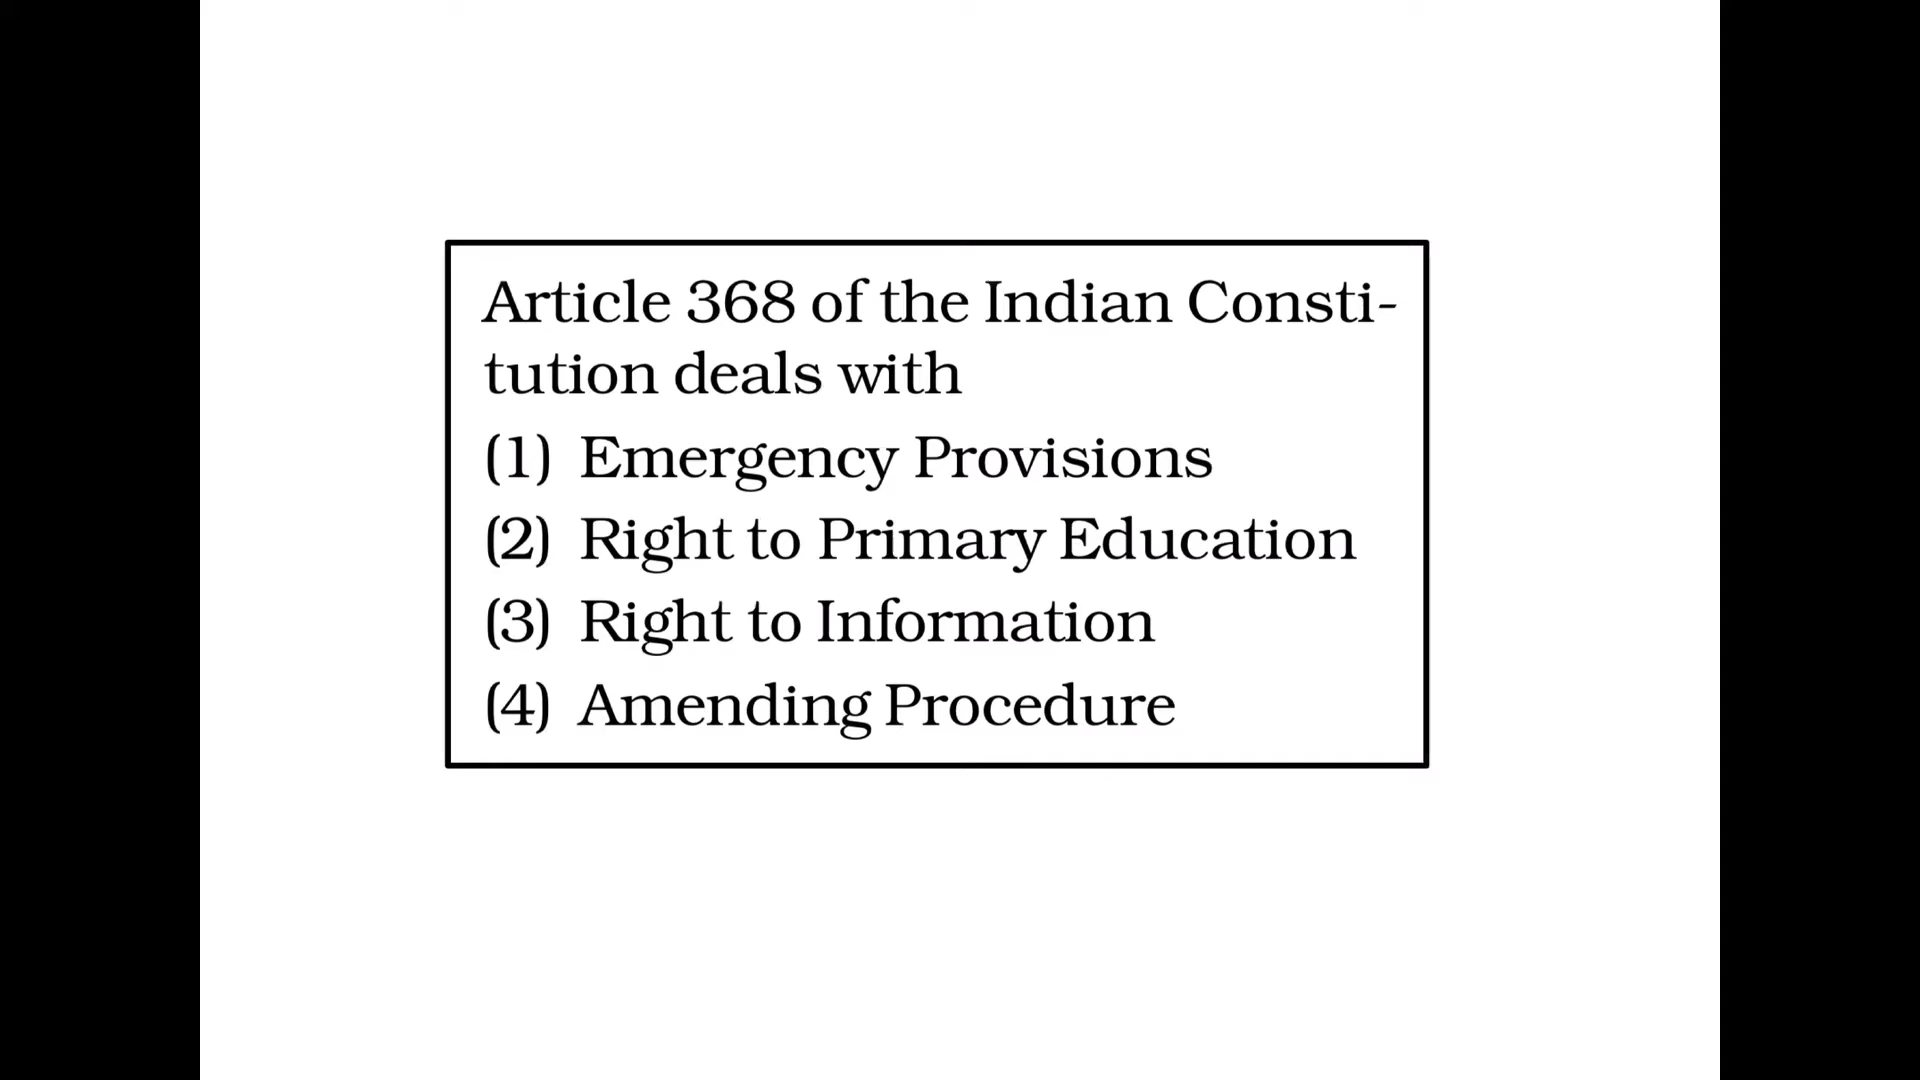 Article 368 of the Indian Consti-
tution deals with
(1) Emergency Provisions
(2) Right to Primary Education
(3) Right to Information
(4) Amending Procedure